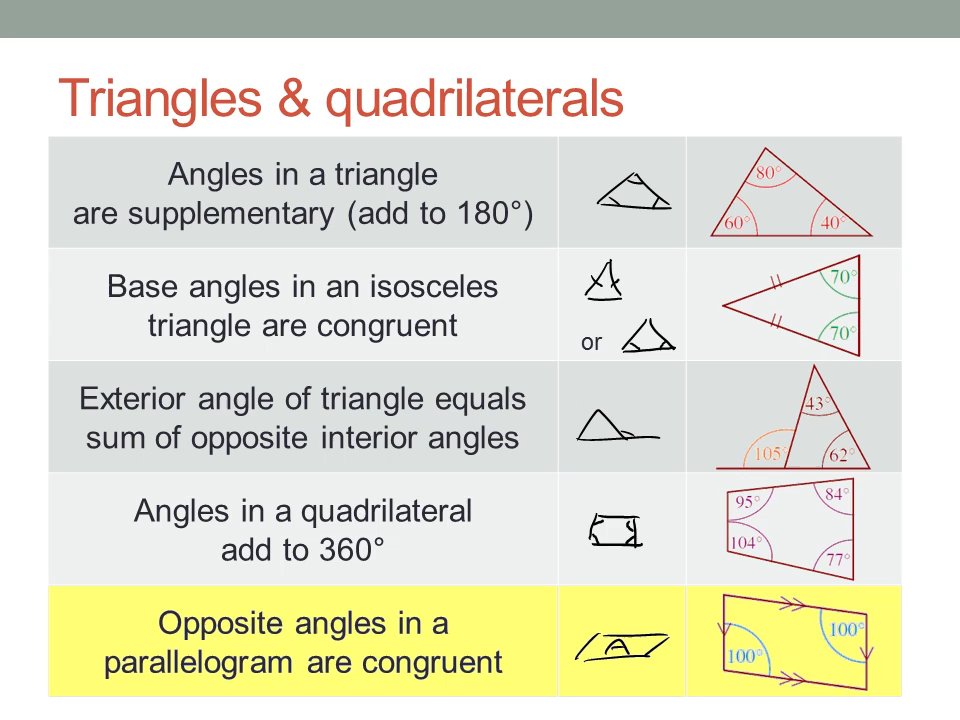 Triangles & quadrilaterals
Angles in a triangle
are supplementary (add to 180°)
80°
60°
40°
Base angles in an isosceles
triangle are congruent
or
70°
70°
Exterior angle of triangle equals
sum of opposite interior angles
43°
105°
62°
Angles in a quadrilateral
add to 360°
95°
84°
104°
77°
Opposite angles in a
parallelogram are congruent
100°
100°